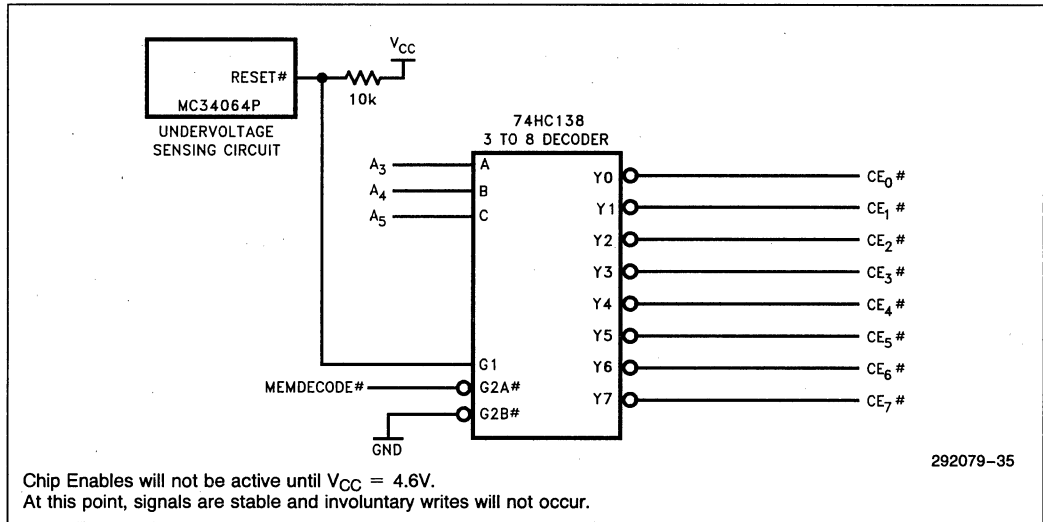 VCC
RESET#
MC34064P
10k
UNDERVOLTAGE
SENSING CIRCUIT
74HC138
3 TO 8 DECODER
A3
A
A4
B
A5
C
Y0
CE0#
Y1
CE1#
Y2
CE2#
Y3
CE3#
Y4
CE4#
Y5
CE5#
Y6
CE6#
Y7
CE7#
G1
MEMDECODE#
G2A#
G2B#
GND
292079-35
Chip Enables will not be active until VCC = 4.6V.
At this point, signals are stable and involuntary writes will not occur.